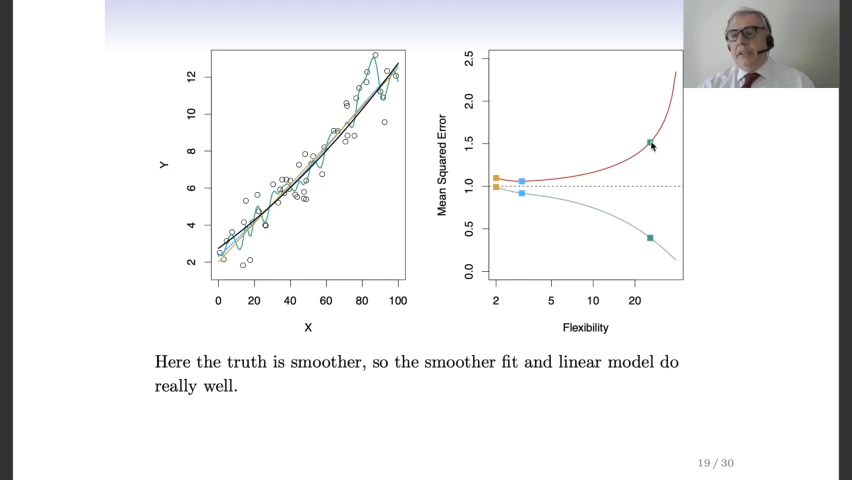 Y
12
10
8
6
4
2
0 20 40 60 80 100
X
Mean Squared Error
2.5
2.0
1.5
1.0
0.5
0.0
2 5 10 20
Flexibility
Here the truth is smoother, so the smoother fit and linear model do
really well.
19 / 30